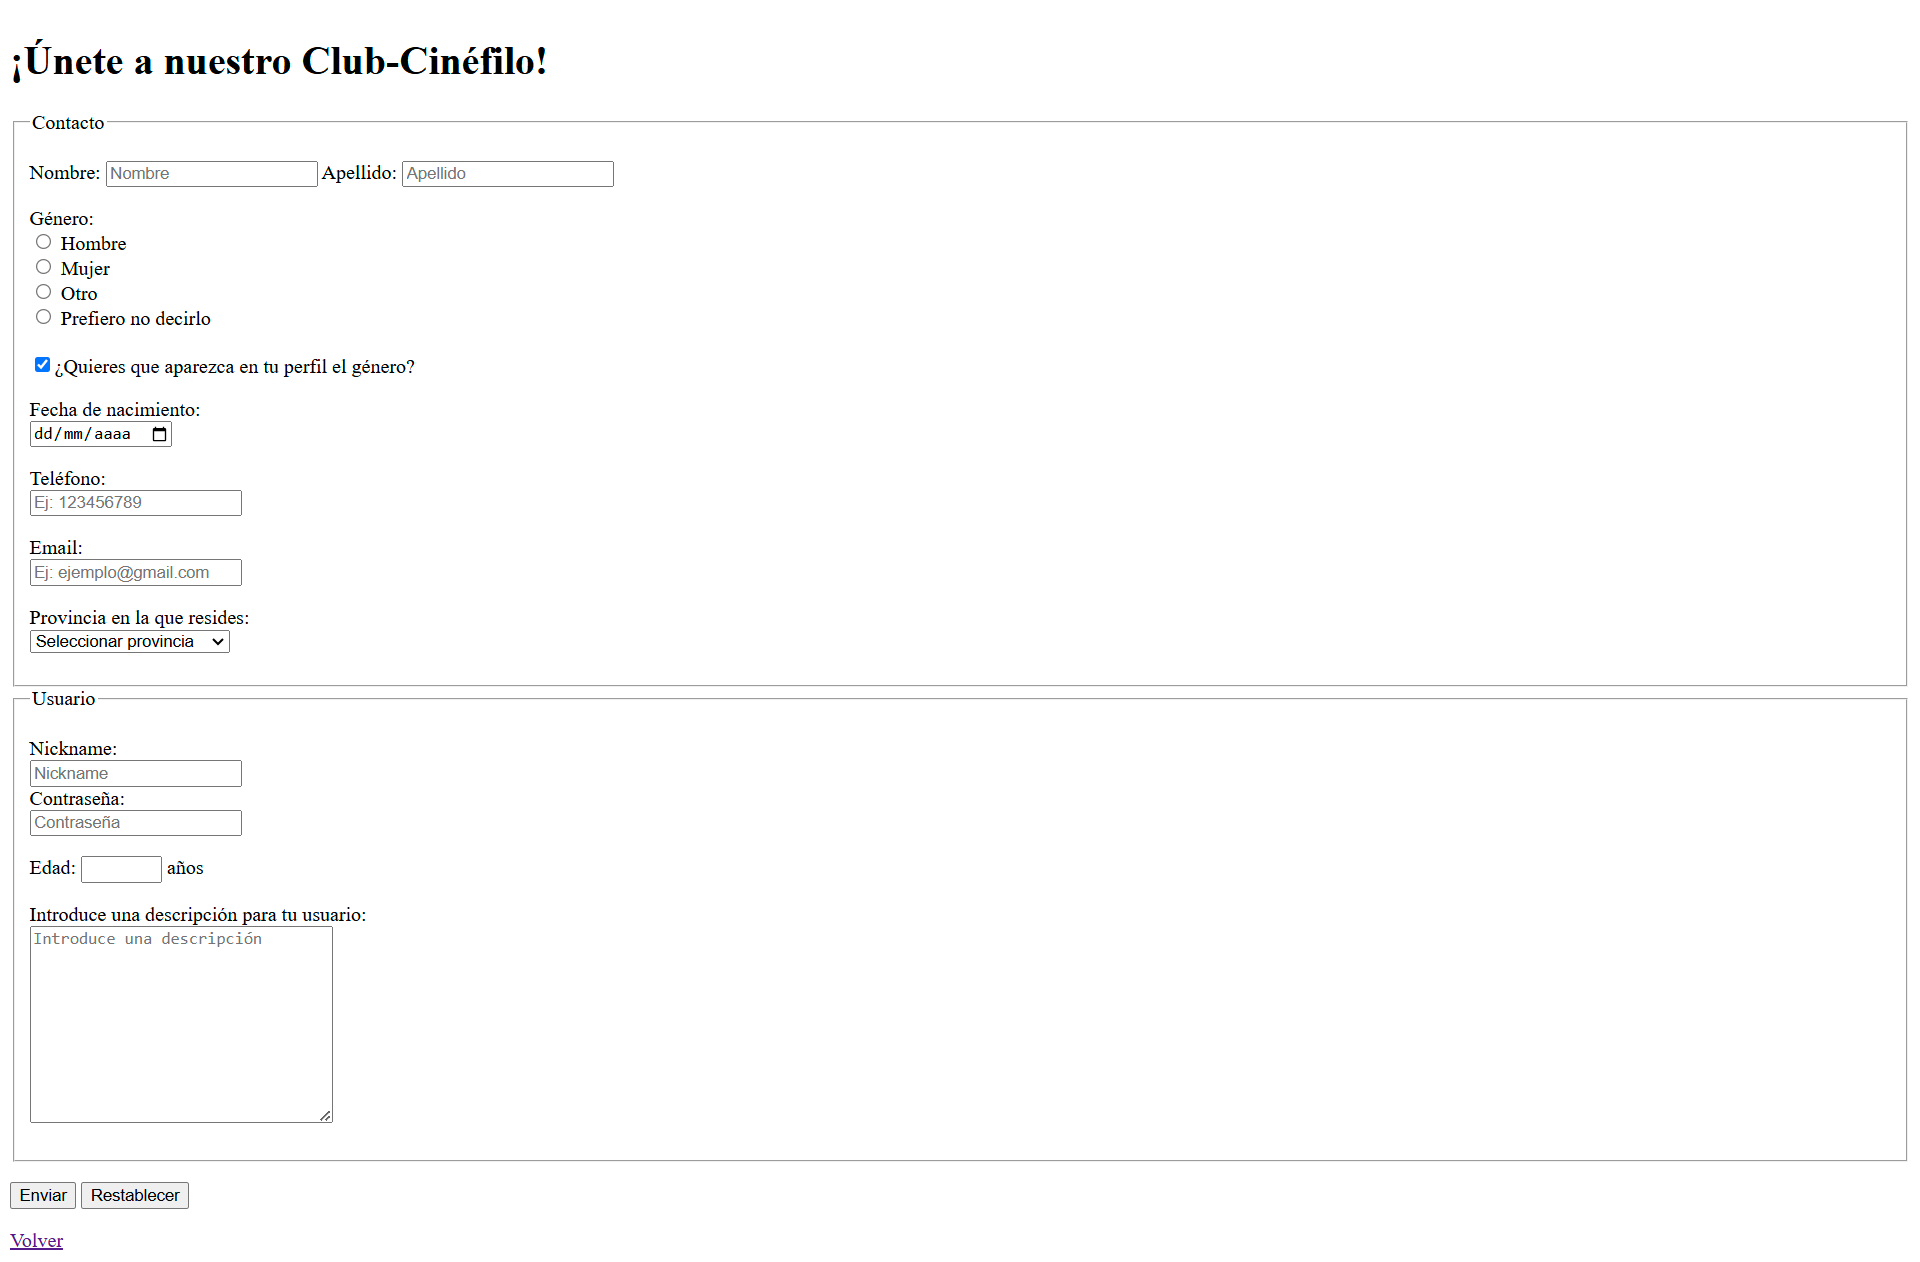 ¡Únete a nuestro Club-Cinéfilo!
Contacto
Nombre: Nombre Apellido: Apellido
Género:
Hombre
Mujer
Otro
Prefiero no decirlo
¿Quieres que aparezca en tu perfil el género?
Fecha de nacimiento:
dd/mm/aaaa
Teléfono:
Ej: 123456789
Email:
Ej: ejemplo@gmail.com
Provincia en la que resides:
Seleccionar provincia
Usuario
Nickname:
Nickname
Contraseña:
Contraseña
Edad: años
Introduce una descripción para tu usuario:
Introduce una descripción
Enviar Restablecer
Volver